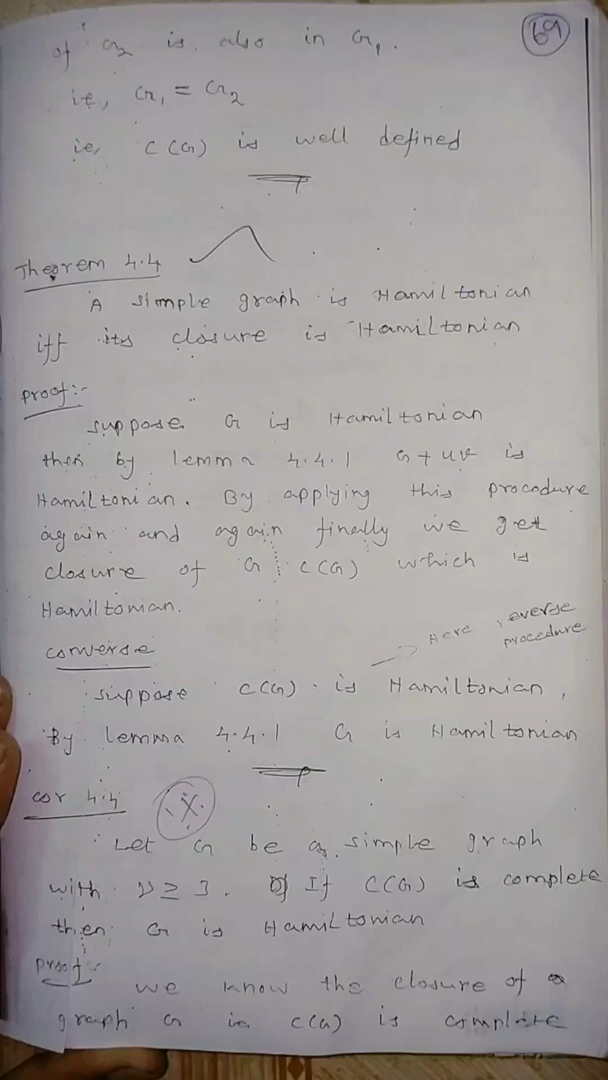 69
of G₂ is also in G₁.
ie, G₁ = G₂
ie, C(G) is well defined
Theorem 4.4
A simple graph is Hamiltonian
iff its closure is Hamiltonian
Proof:-
Suppose G is Hamiltonian
then by lemma 4.4.1 G+uv is
Hamiltonian. By applying this procedure
again and again finally we get
closure of G C(G) which is
Hamiltonian.
Here reverse
procedure
converse
Suppose C(G) is Hamiltonian,
By lemma 4.4.1 G is Hamiltonian
cor 4.4
Let G be a simple graph
with ν ≥ 3. If C(G) is complete
then G is Hamiltonian
Proof:-
we know the closure of a
graph G ie C(G) is complete